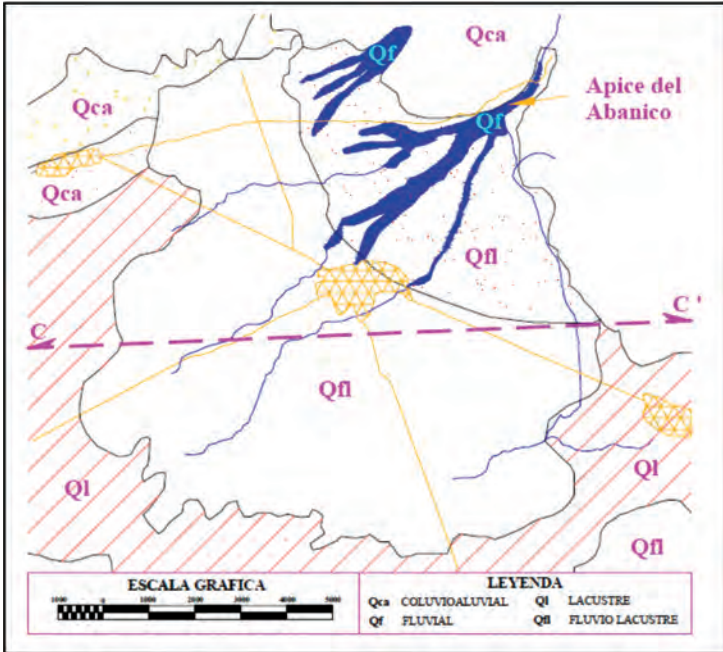 Qf
Qca
Qca
Apice del
Abanico
Qf
Qca
Qfl
C
C'
Qfl
Ql
Ql
Qfl
ESCALA GRAFICA
1000 0 1000 2000 3000 4000 5000
LEYENDA
Qca COLUVIOALUVIAL Ql LACUSTRE
Qf FLUVIAL Qfl FLUVIO LACUSTRE